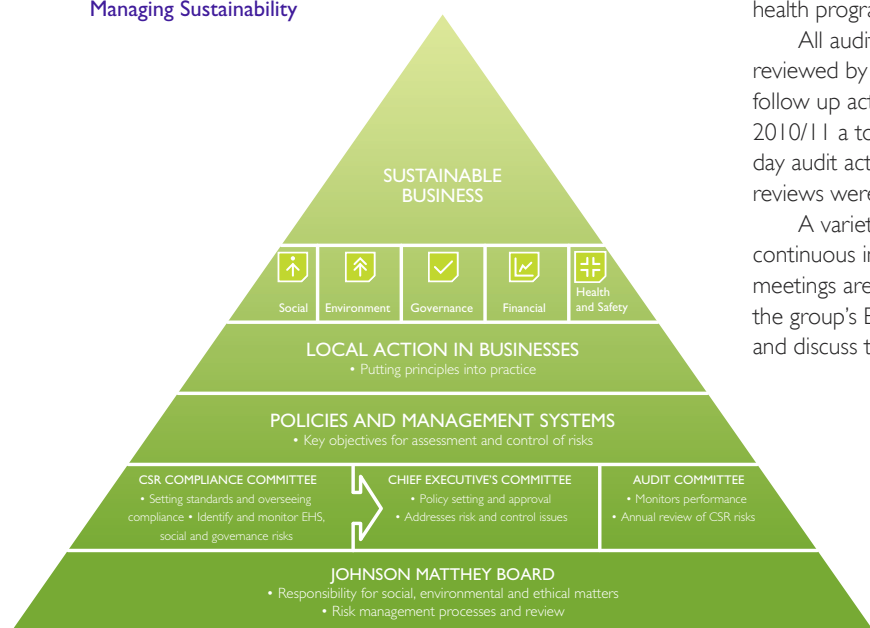 Managing Sustainability
SUSTAINABLE
BUSINESS
Social
Environment
Governance
Financial
Health
and Safety
LOCAL ACTION IN BUSINESSES
• Putting principles into practice
POLICIES AND MANAGEMENT SYSTEMS
• Key objectives for assessment and control of risks
CSR COMPLIANCE COMMITTEE
• Setting standards and overseeing
compliance • Identify and monitor EHS,
social and governance risks
CHIEF EXECUTIVE'S COMMITTEE
• Policy setting and approval
• Addresses risk and control issues
AUDIT COMMITTEE
• Monitors performance
• Annual review of CSR risks
JOHNSON MATTHEY BOARD
• Responsibility for social, environmental and ethical matters
• Risk management processes and review
health progra
All audit
reviewed by
follow up act
2010/11 a to
day audit act
reviews were
A variet
continuous in
meetings are
the group's E
and discuss t